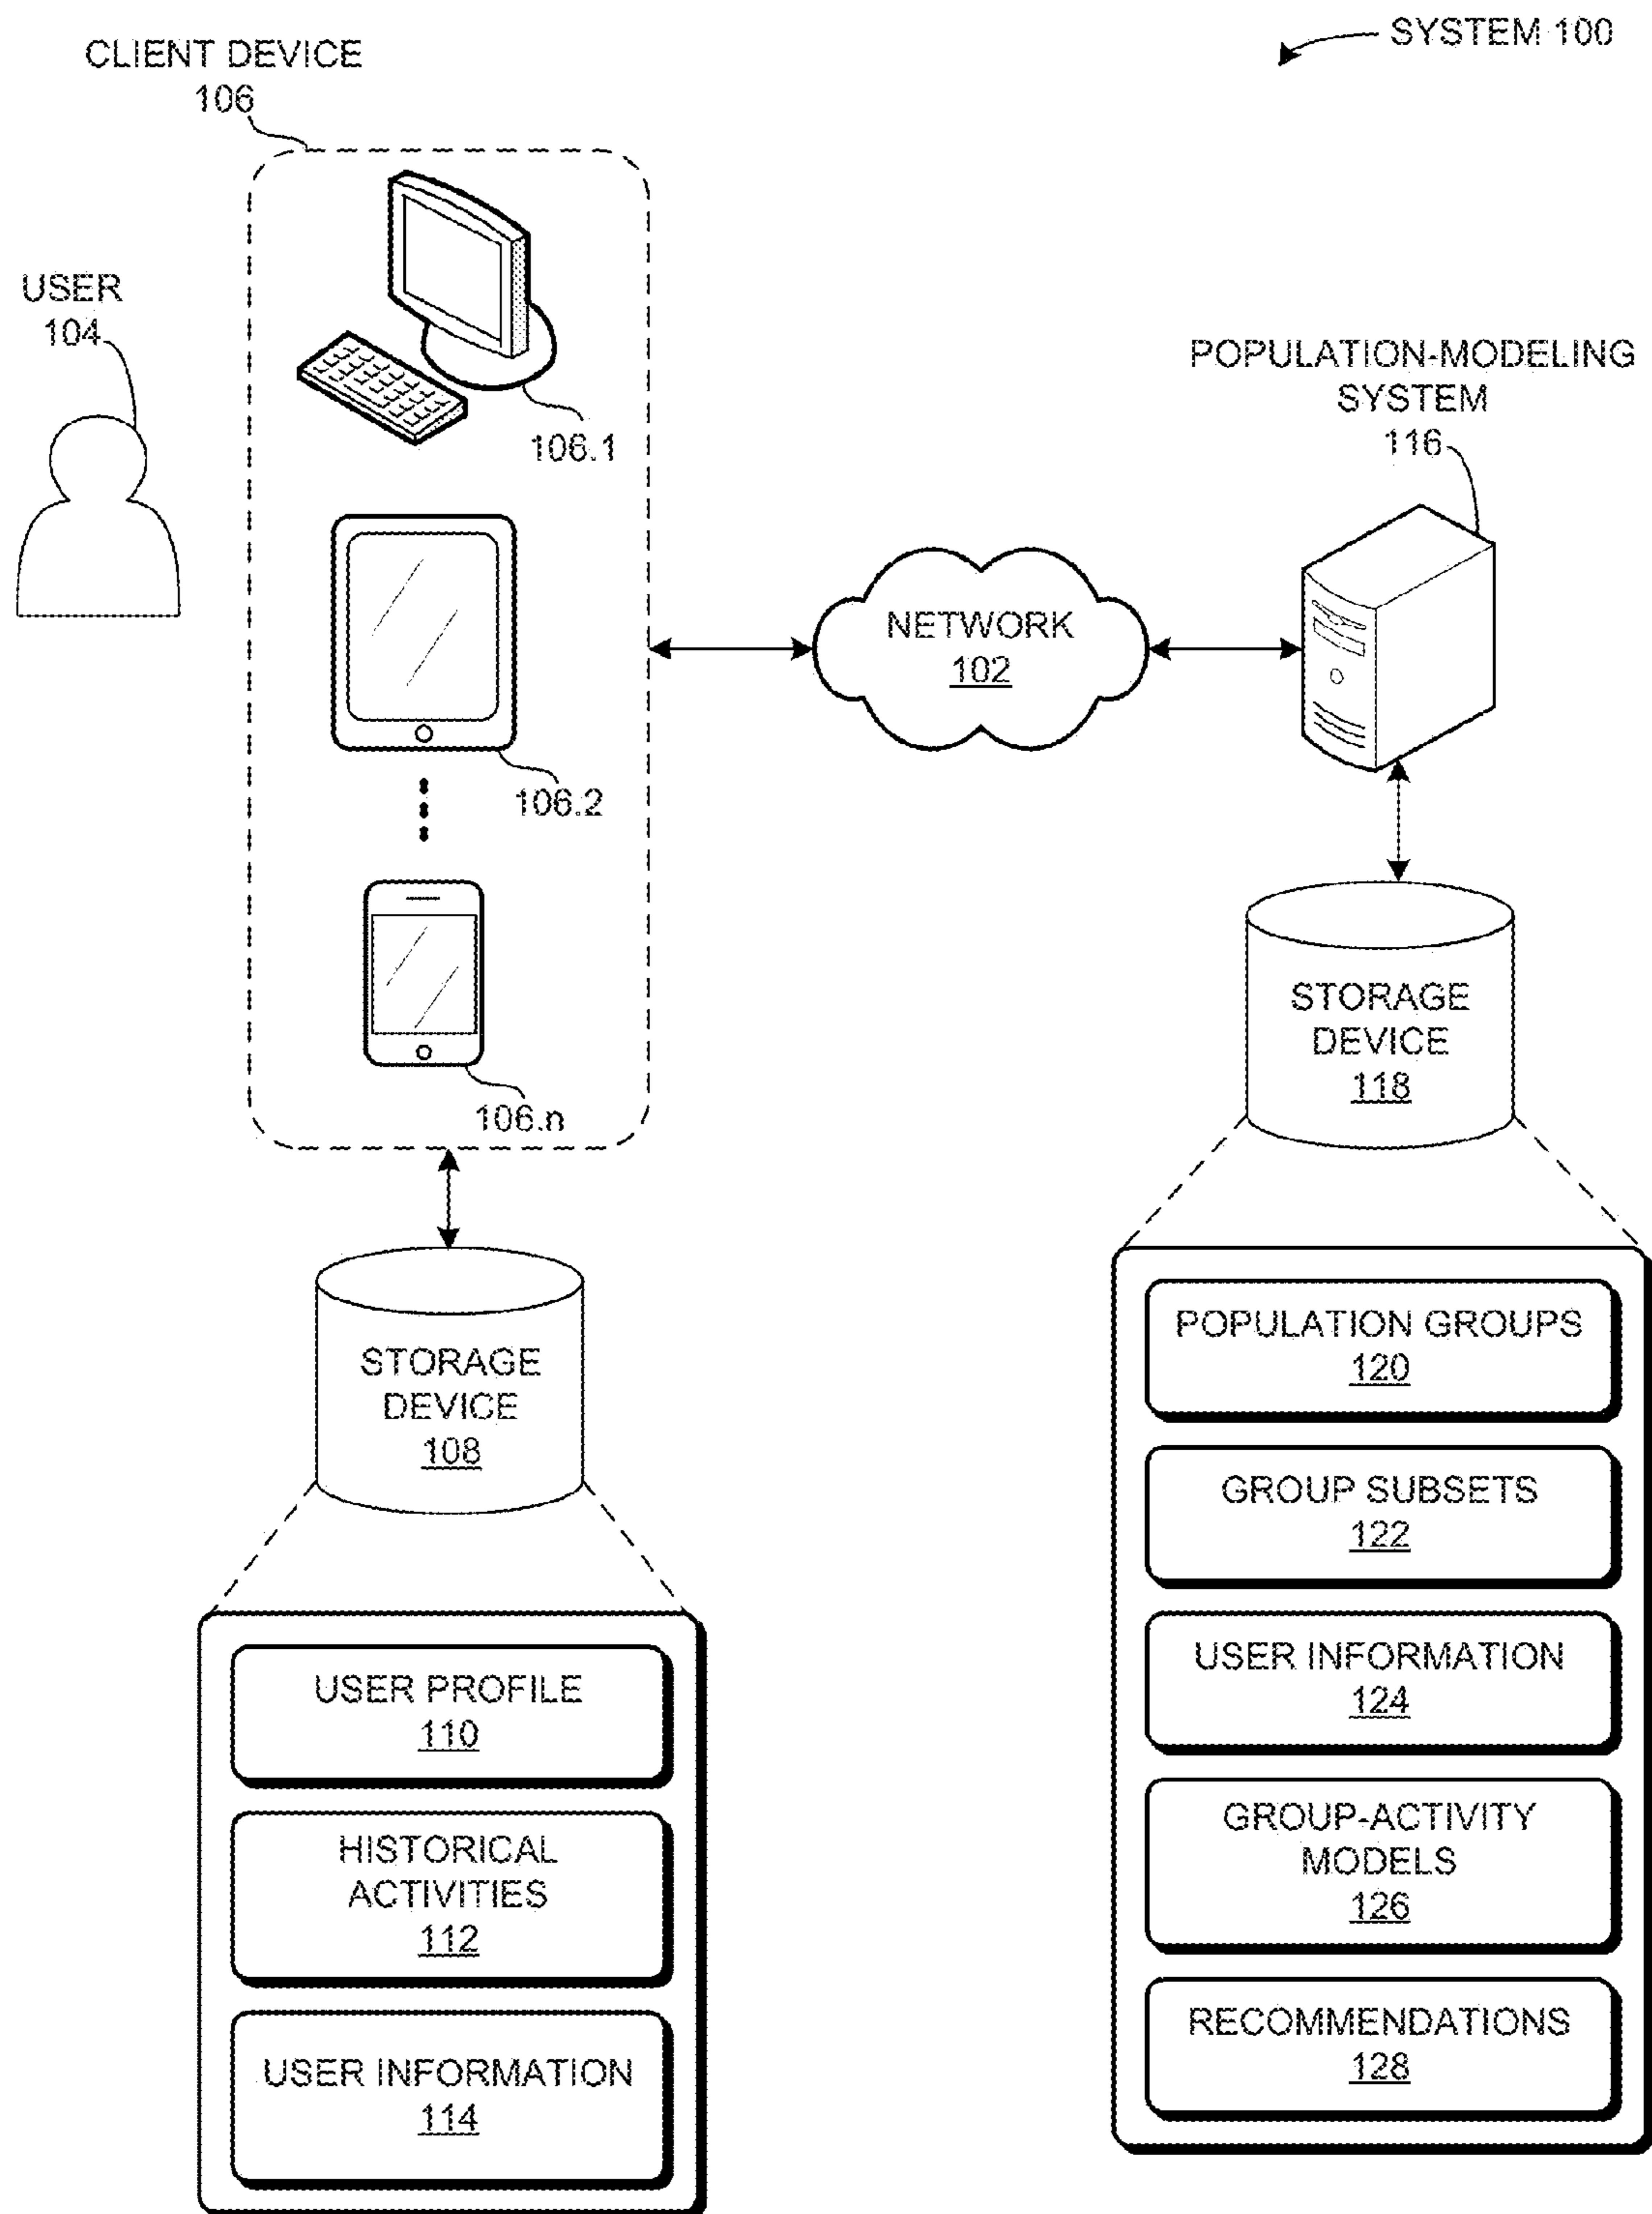 SYSTEM 100
CLIENT DEVICE
106
USER
104
106.1
106.2
106.n
NETWORK
102
POPULATION-MODELING
SYSTEM
116
STORAGE
DEVICE
118
POPULATION GROUPS
120
GROUP SUBSETS
122
USER INFORMATION
124
GROUP-ACTIVITY
MODELS
126
RECOMMENDATIONS
128
STORAGE
DEVICE
108
USER PROFILE
110
HISTORICAL
ACTIVITIES
112
USER INFORMATION
114